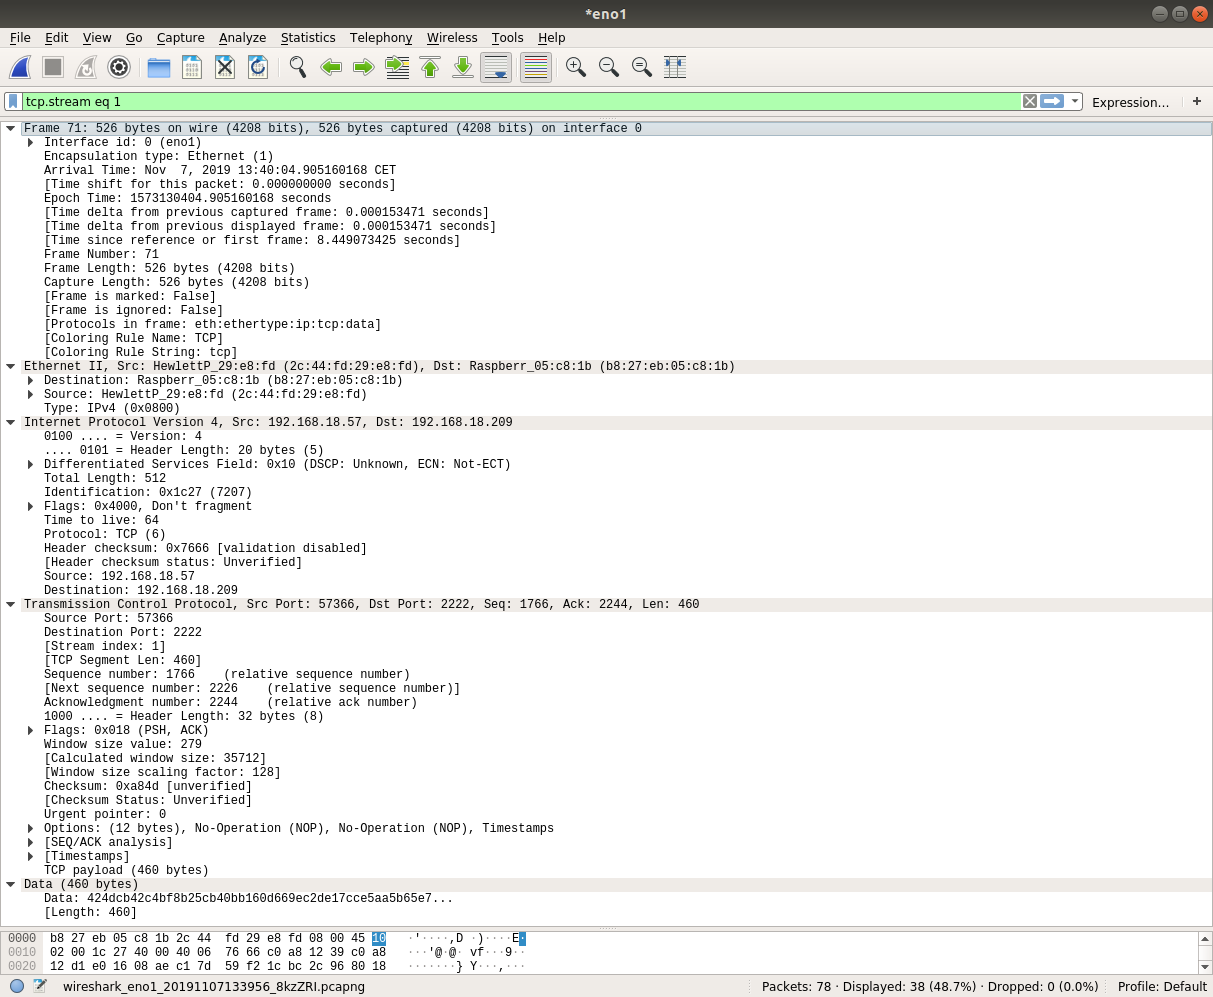 *eno1
File Edit View Go Capture Analyze Statistics Telephony Wireless Tools Help
tcp.stream eq 1 Expression… +
Frame 71: 526 bytes on wire (4208 bits), 526 bytes captured (4208 bits) on interface 0
Interface id: 0 (eno1)
Encapsulation type: Ethernet (1)
Arrival Time: Nov  7, 2019 13:40:04.905160168 CET
[Time shift for this packet: 0.000000000 seconds]
Epoch Time: 1573130404.905160168 seconds
[Time delta from previous captured frame: 0.000153471 seconds]
[Time delta from previous displayed frame: 0.000153471 seconds]
[Time since reference or first frame: 8.449073425 seconds]
Frame Number: 71
Frame Length: 526 bytes (4208 bits)
Capture Length: 526 bytes (4208 bits)
[Frame is marked: False]
[Frame is ignored: False]
[Protocols in frame: eth:ethertype:ip:tcp:data]
[Coloring Rule Name: TCP]
[Coloring Rule String: tcp]
Ethernet II, Src: HewlettP_29:e8:fd (2c:44:fd:29:e8:fd), Dst: Raspberr_05:c8:1b (b8:27:eb:05:c8:1b)
Destination: Raspberr_05:c8:1b (b8:27:eb:05:c8:1b)
Source: HewlettP_29:e8:fd (2c:44:fd:29:e8:fd)
Type: IPv4 (0x0800)
Internet Protocol Version 4, Src: 192.168.18.57, Dst: 192.168.18.209
0100 .... = Version: 4
.... 0101 = Header Length: 20 bytes (5)
Differentiated Services Field: 0x10 (DSCP: Unknown, ECN: Not-ECT)
Total Length: 512
Identification: 0x1c27 (7207)
Flags: 0x4000, Don't fragment
Time to live: 64
Protocol: TCP (6)
Header checksum: 0x7666 [validation disabled]
[Header checksum status: Unverified]
Source: 192.168.18.57
Destination: 192.168.18.209
Transmission Control Protocol, Src Port: 57366, Dst Port: 2222, Seq: 1766, Ack: 2244, Len: 460
Source Port: 57366
Destination Port: 2222
[Stream index: 1]
[TCP Segment Len: 460]
Sequence number: 1766    (relative sequence number)
[Next sequence number: 2226    (relative sequence number)]
Acknowledgment number: 2244    (relative ack number)
1000 .... = Header Length: 32 bytes (8)
Flags: 0x018 (PSH, ACK)
Window size value: 279
[Calculated window size: 35712]
[Window size scaling factor: 128]
Checksum: 0xa84d [unverified]
[Checksum Status: Unverified]
Urgent pointer: 0
Options: (12 bytes), No-Operation (NOP), No-Operation (NOP), Timestamps
[SEQ/ACK analysis]
[Timestamps]
TCP payload (460 bytes)
Data (460 bytes)
Data: 424dcb42c4bf8b25cb40bb160d669ec2de17cce5aa5b65e7...
[Length: 460]
0000 b8 27 eb 05 c8 1b 2c 44 fd 29 e8 fd 08 00 45 10 ·'····,D ·)····E·
0010 02 00 1c 27 40 00 40 06 76 66 c0 a8 12 39 c0 a8 ···'@·@· vf···9··
0020 12 d1 e0 16 08 ae c1 7d 59 f2 1c bc 2c 96 80 18 ·······} Y···,···
wireshark_eno1_20191107133956_8kzZRI.pcapng Packets: 78 · Displayed: 38 (48.7%) · Dropped: 0 (0.0%) Profile: Default